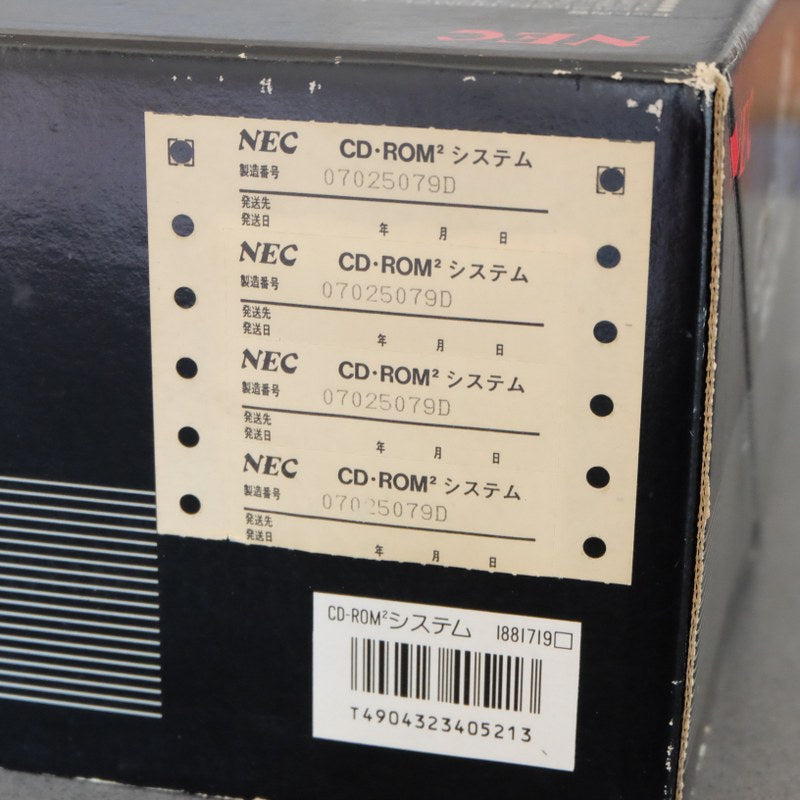 NEC
NEC CD・ROM² システム
製造番号 07025079D
発送先
発送日 年 月 日
NEC CD・ROM² システム
製造番号 07025079D
発送先
発送日 年 月 日
NEC CD・ROM² システム
製造番号 07025079D
発送先
発送日 年 月 日
NEC CD・ROM² システム
製造番号 07025079D
発送先
発送日 年 月 日
CD-ROM²システム 1881719□
T4904323405213